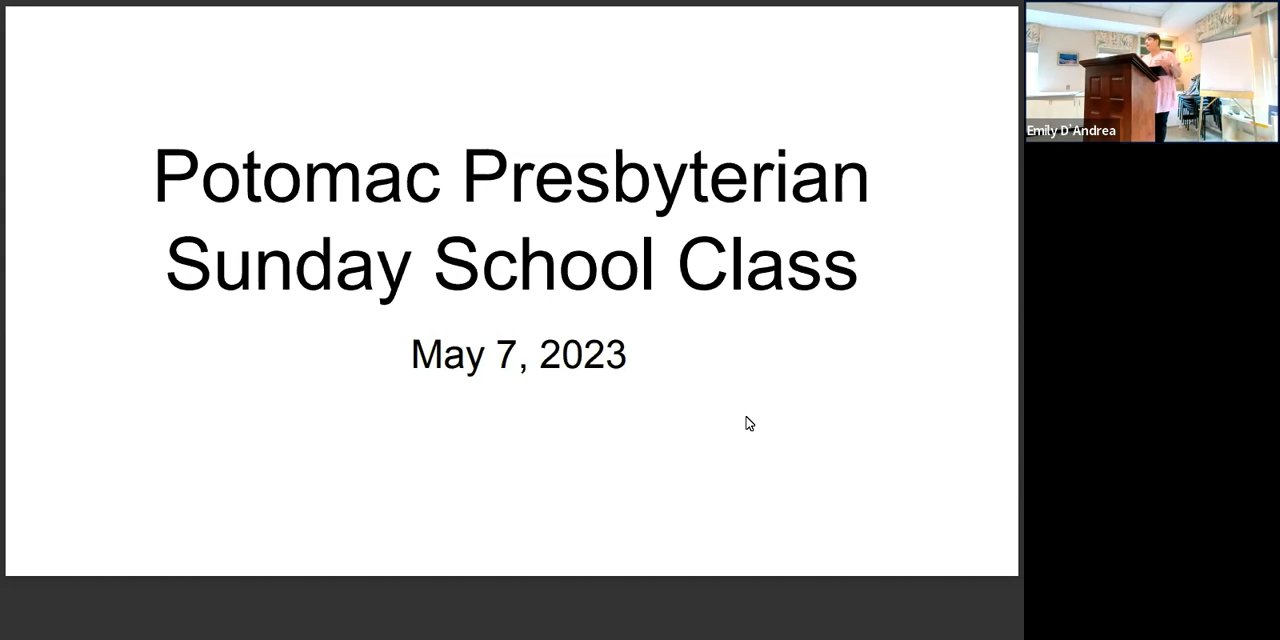 Potomac Presbyterian
Sunday School Class
May 7, 2023
Emily D'Andrea